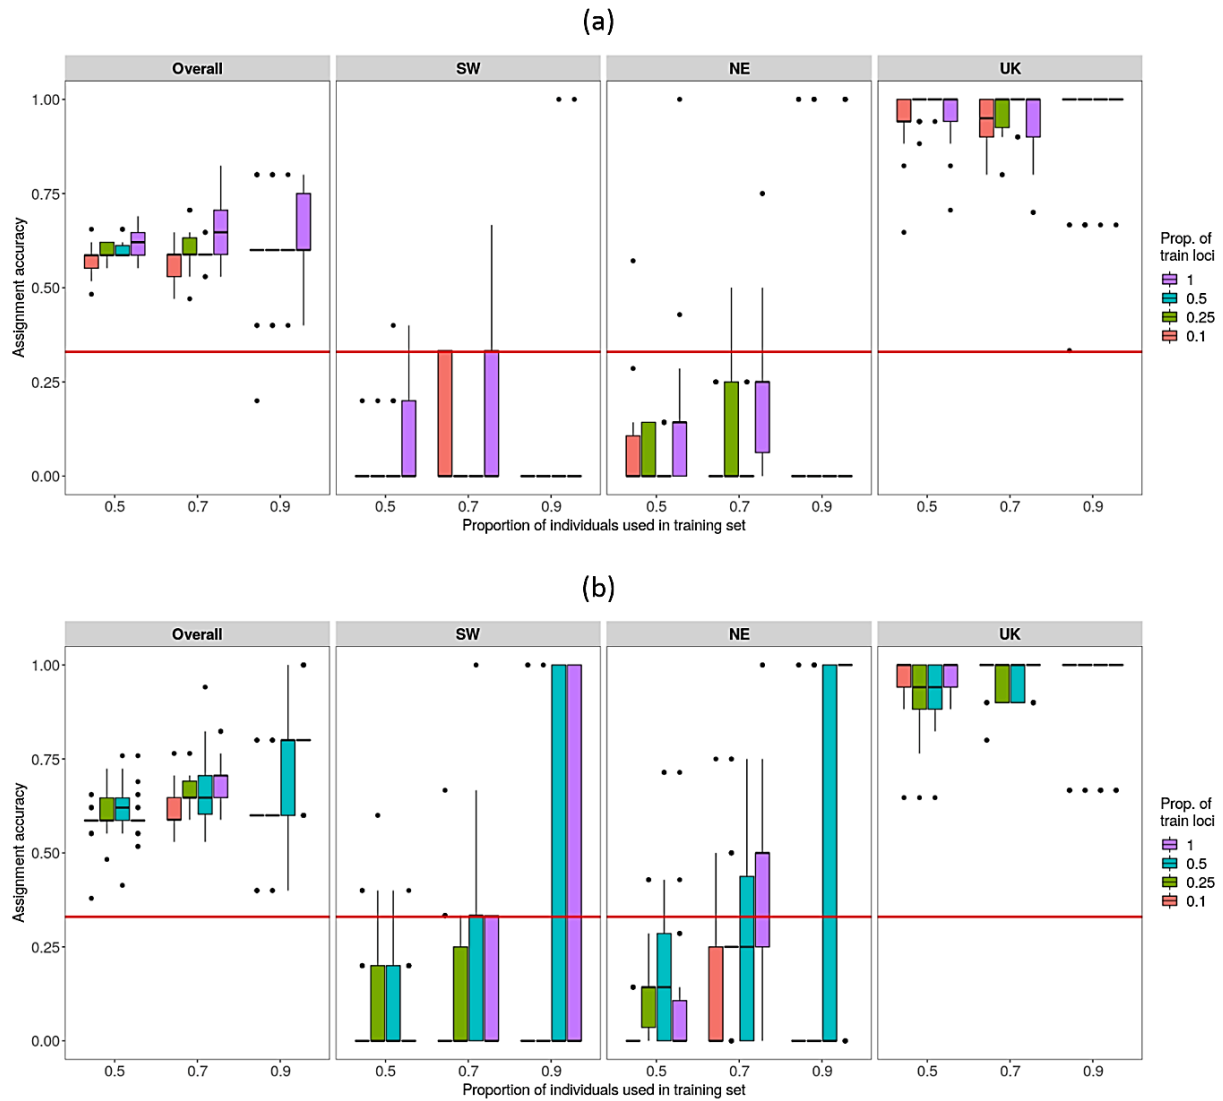 (a)
Overall SW NE UK
1.00
0.75
0.50
0.25
0.00
Assignment accuracy
0.5 0.7 0.9 0.5 0.7 0.9 0.5 0.7 0.9 0.5 0.7 0.9
Proportion of individuals used in training set
Prop. of
train loci
1
0.5
0.25
0.1
(b)
Overall SW NE UK
1.00
0.75
0.50
0.25
0.00
Assignment accuracy
0.5 0.7 0.9 0.5 0.7 0.9 0.5 0.7 0.9 0.5 0.7 0.9
Proportion of individuals used in training set
Prop. of
train loci
1
0.5
0.25
0.1